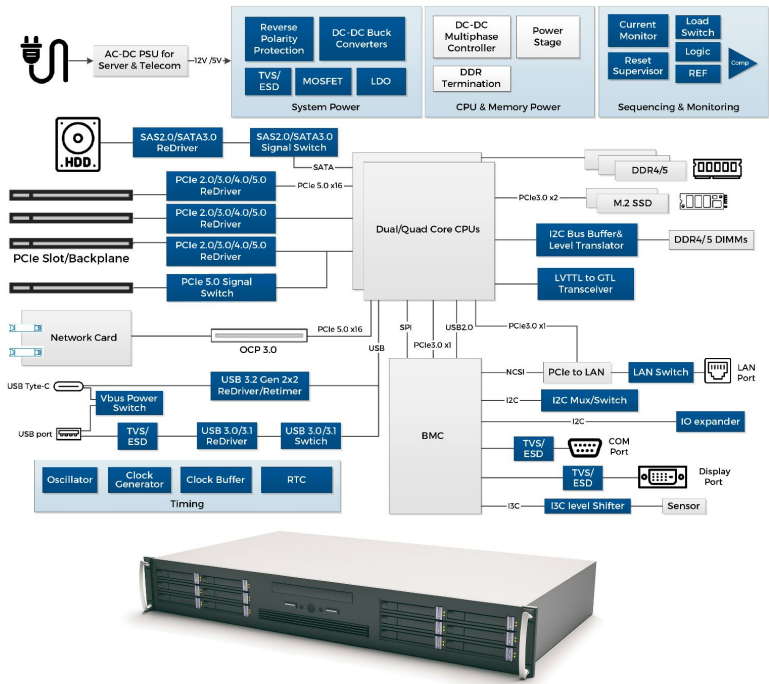 AC-DC PSU for
Server & Telecom
12V /5V
Reverse
Polarity
Protection
DC-DC Buck
Converters
TVS/
ESD
MOSFET
LDO
System Power
DC-DC
Multiphase
Controller
Power
Stage
DDR
Termination
CPU & Memory Power
Current
Monitor
Load
Switch
Logic
Reset
Supervisor
REF
Comp
Sequencing & Monitoring
HDD
SAS2.0/SATA3.0
ReDriver
SAS2.0/SATA3.0
Signal Switch
SATA
PCIe 2.0/3.0/4.0/5.0
ReDriver
PCIe 5.0 x16
PCIe 2.0/3.0/4.0/5.0
ReDriver
PCIe 2.0/3.0/4.0/5.0
ReDriver
PCIe Slot/Backplane
PCIe 5.0 Signal
Switch
Dual/Quad Core CPUs
DDR4/5
PCIe3.0 x2
M.2 SSD
I2C Bus Buffer&
Level Translator
DDR4/5 DIMMs
LVTTL to GTL
Transceiver
Network Card
OCP 3.0
PCIe 5.0 x16
USB
SPI
PCIe3.0 x1
USB2.0
PCIe3.0 x1
USB Tyte-C
Vbus Power
Switch
USB 3.2 Gen 2x2
ReDriver/Retimer
USB port
TVS/
ESD
USB 3.0/3.1
ReDriver
USB 3.0/3.1
Swtich
BMC
NCSI
PCIe to LAN
LAN Switch
LAN
Port
I2C
I2C Mux/Switch
I2C
IO expander
TVS/
ESD
COM
Port
TVS/
ESD
Display
Port
I3C
I3C level Shifter
Sensor
Oscillator
Clock
Generator
Clock Buffer
RTC
Timing